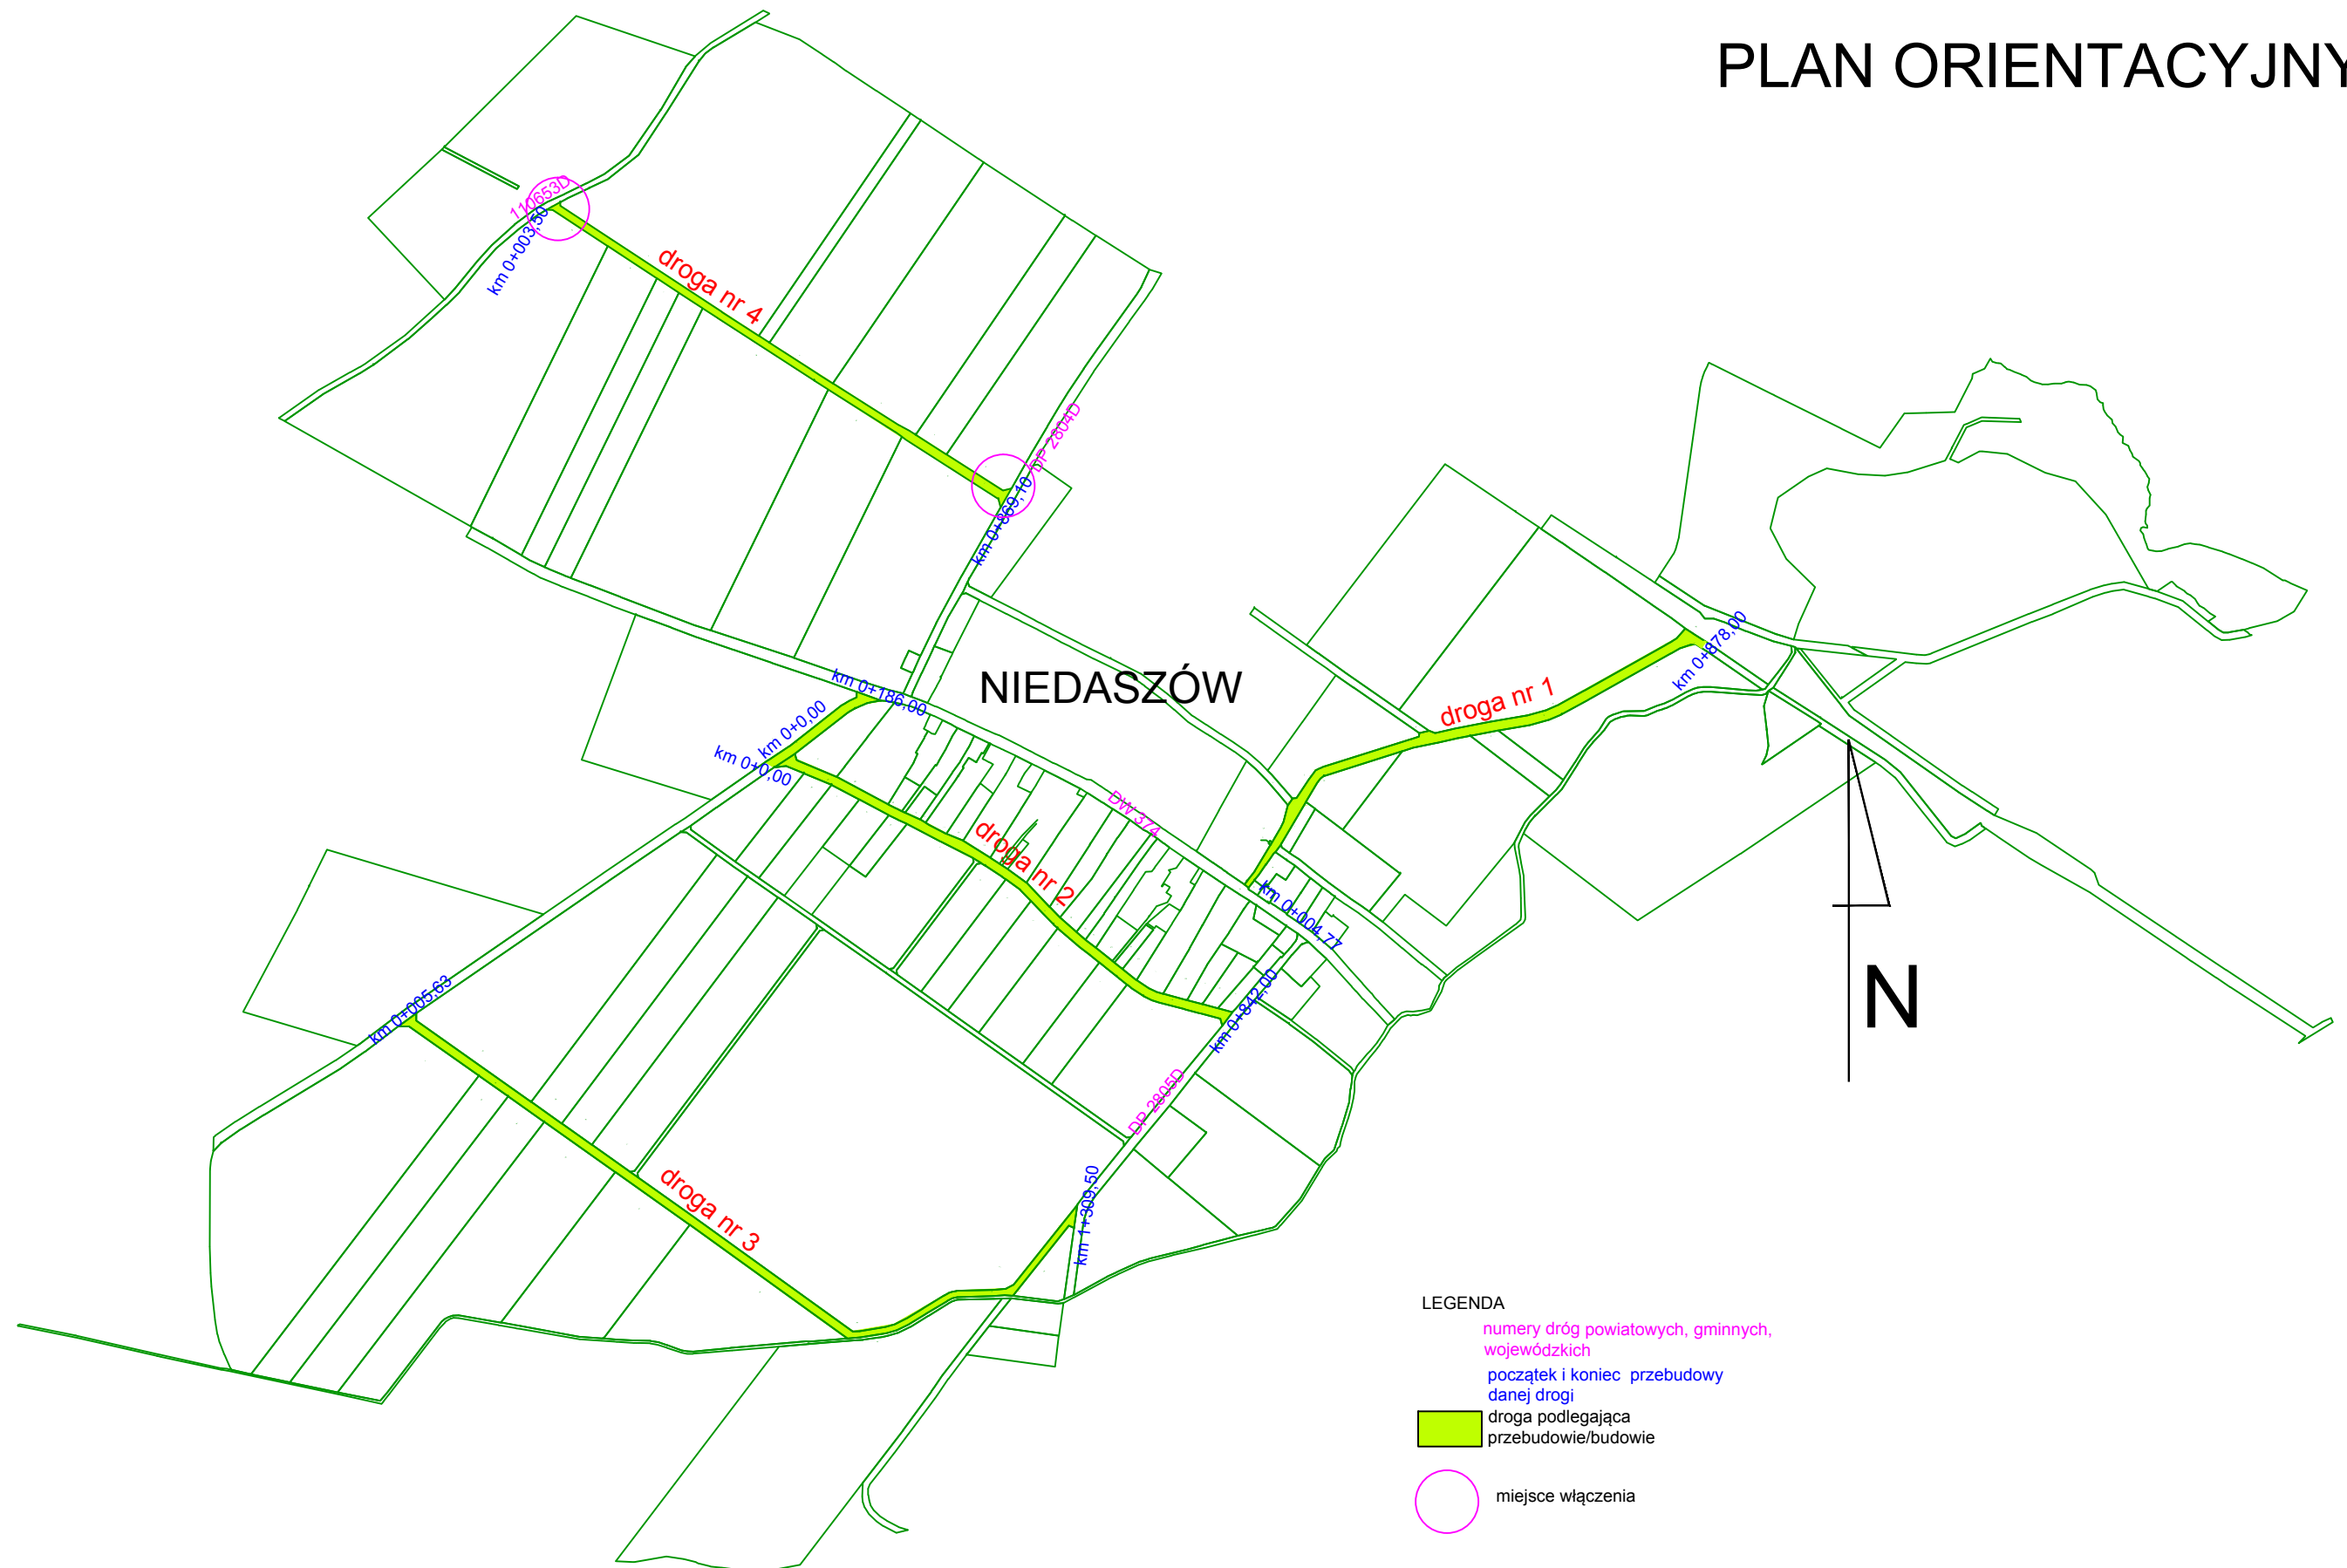 PLAN ORIENTACYJNY
110653D
km 0+003,50
droga nr 4
DP 2804D
km 0+869,10
NIEDASZÓW
km 0+186,00
km 0+0,00
km 0+0,00
droga nr 1
km 0+878,00
DW 374
droga nr 2
km 0+004,77
km 0+842,00
km 0+005,63
DP 2805D
droga nr 3
km 1+309,50
N
LEGENDA
numery dróg powiatowych, gminnych,
wojewódzkich
początek i koniec przebudowy
danej drogi
droga podlegająca
przebudowie/budowie
miejsce włączenia